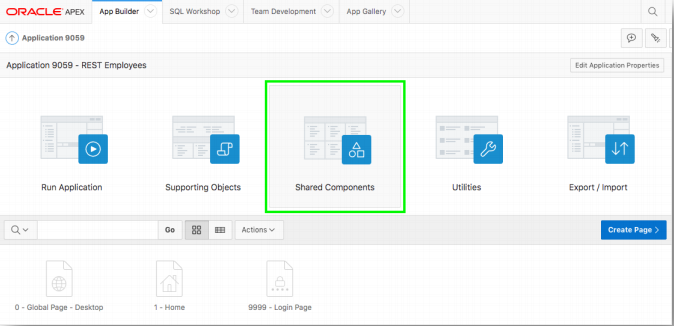 ORACLE APEX App Builder SQL Workshop Team Development App Gallery
Application 9059
Application 9059 - REST Employees Edit Application Properties
Run Application Supporting Objects Shared Components Utilities Export / Import
Go Actions Create Page >
0 - Global Page - Desktop 1 - Home 9999 - Login Page